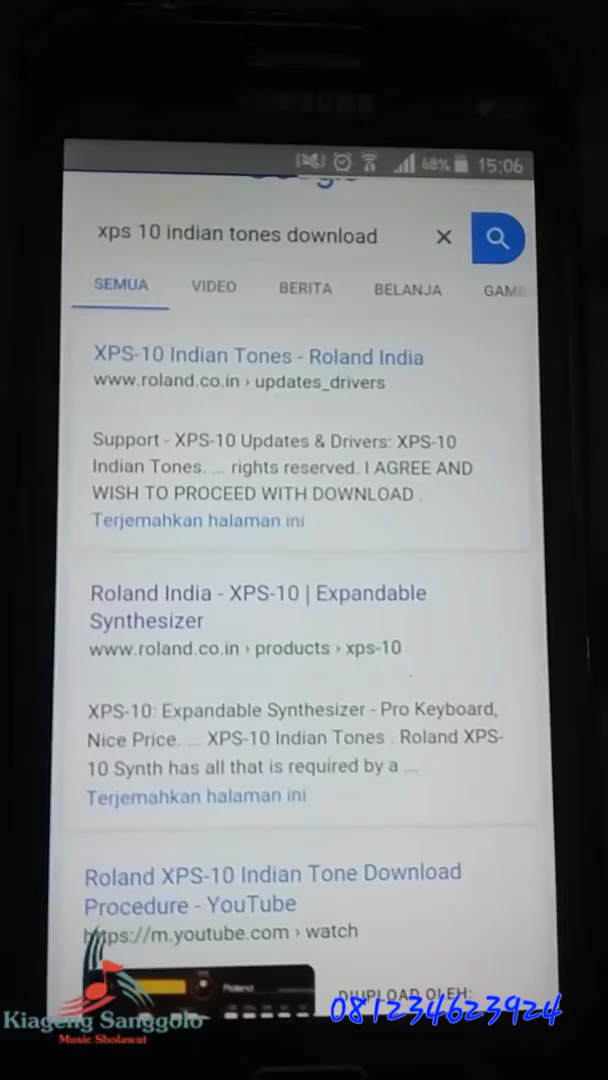 SAMSUNG
68% 15:06
xps 10 indian tones download
SEMUA VIDEO BERITA BELANJA GAME
XPS-10 Indian Tones - Roland India
www.roland.co.in › updates_drivers
Support - XPS-10 Updates & Drivers: XPS-10
Indian Tones. ... rights reserved. I AGREE AND
WISH TO PROCEED WITH DOWNLOAD .
Terjemahkan halaman ini
Roland India - XPS-10 | Expandable
Synthesizer
www.roland.co.in › products › xps-10
XPS-10: Expandable Synthesizer - Pro Keyboard,
Nice Price. ... XPS-10 Indian Tones . Roland XPS-
10 Synth has all that is required by a ...
Terjemahkan halaman ini
Roland XPS-10 Indian Tone Download
Procedure - YouTube
https://m.youtube.com › watch
Roland
DIUPLOAD OLEH:
Kiageng Sanggolo
Music Sholawat
081234623924